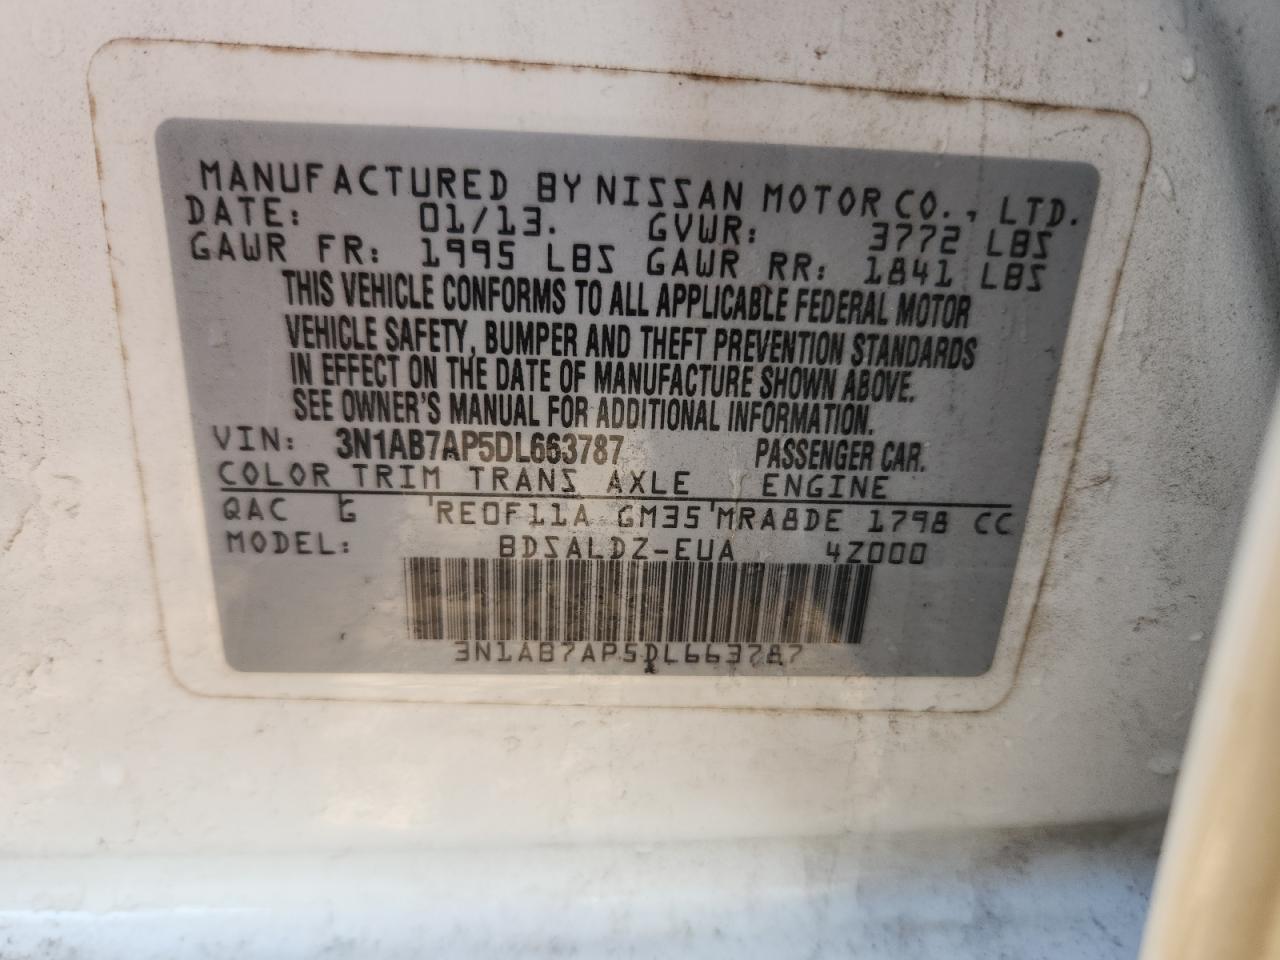 MANUFACTURED BY NISSAN MOTOR CO., LTD.
DATE: 01/13. GVWR: 3772 LBS
GAWR FR: 1995 LBS GAWR RR: 1841 LBS
THIS VEHICLE CONFORMS TO ALL APPLICABLE FEDERAL MOTOR
VEHICLE SAFETY, BUMPER AND THEFT PREVENTION STANDARDS
IN EFFECT ON THE DATE OF MANUFACTURE SHOWN ABOVE.
SEE OWNER'S MANUAL FOR ADDITIONAL INFORMATION.
VIN: 3N1AB7AP5DL663787 PASSENGER CAR.
COLOR TRIM TRANS AXLE ENGINE
QAC G RE0F11A GM35 MRA8DE 1798 CC
MODEL: BDSALDZ-EUA 4Z000
3N1AB7AP5DL663787